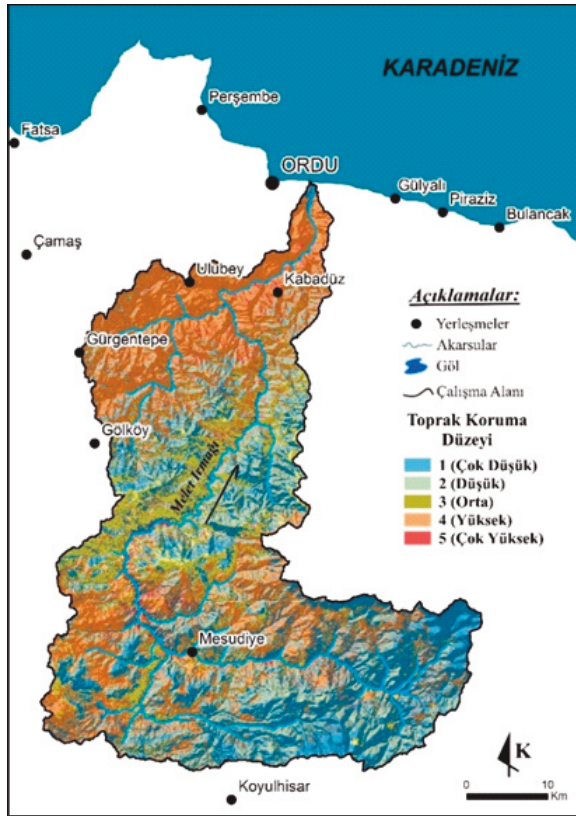 KARADENİZ
Perşembe
Fatsa
ORDU
Gülyalı
Piraziz
Bulancak
Çamaş
Ulubey
Kabadüz
Gürgentepe
Gölköy
Melet Irmağı
Mesudiye
Koyulhisar
Açıklamalar:
Yerleşmeler
Akarsular
Göl
Çalışma Alanı
Toprak Koruma
Düzeyi
1 (Çok Düşük)
2 (Düşük)
3 (Orta)
4 (Yüksek)
5 (Çok Yüksek)
K
0 10
Km